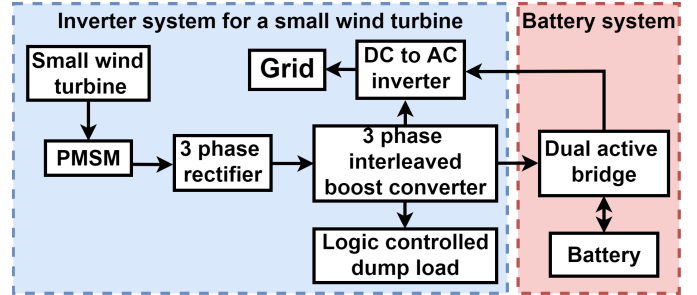 Inverter system for a small wind turbine
Battery system
Small wind
turbine
Grid
DC to AC
inverter
PMSM
3 phase
rectifier
3 phase
interleaved
boost converter
Dual active
bridge
Logic controlled
dump load
Battery